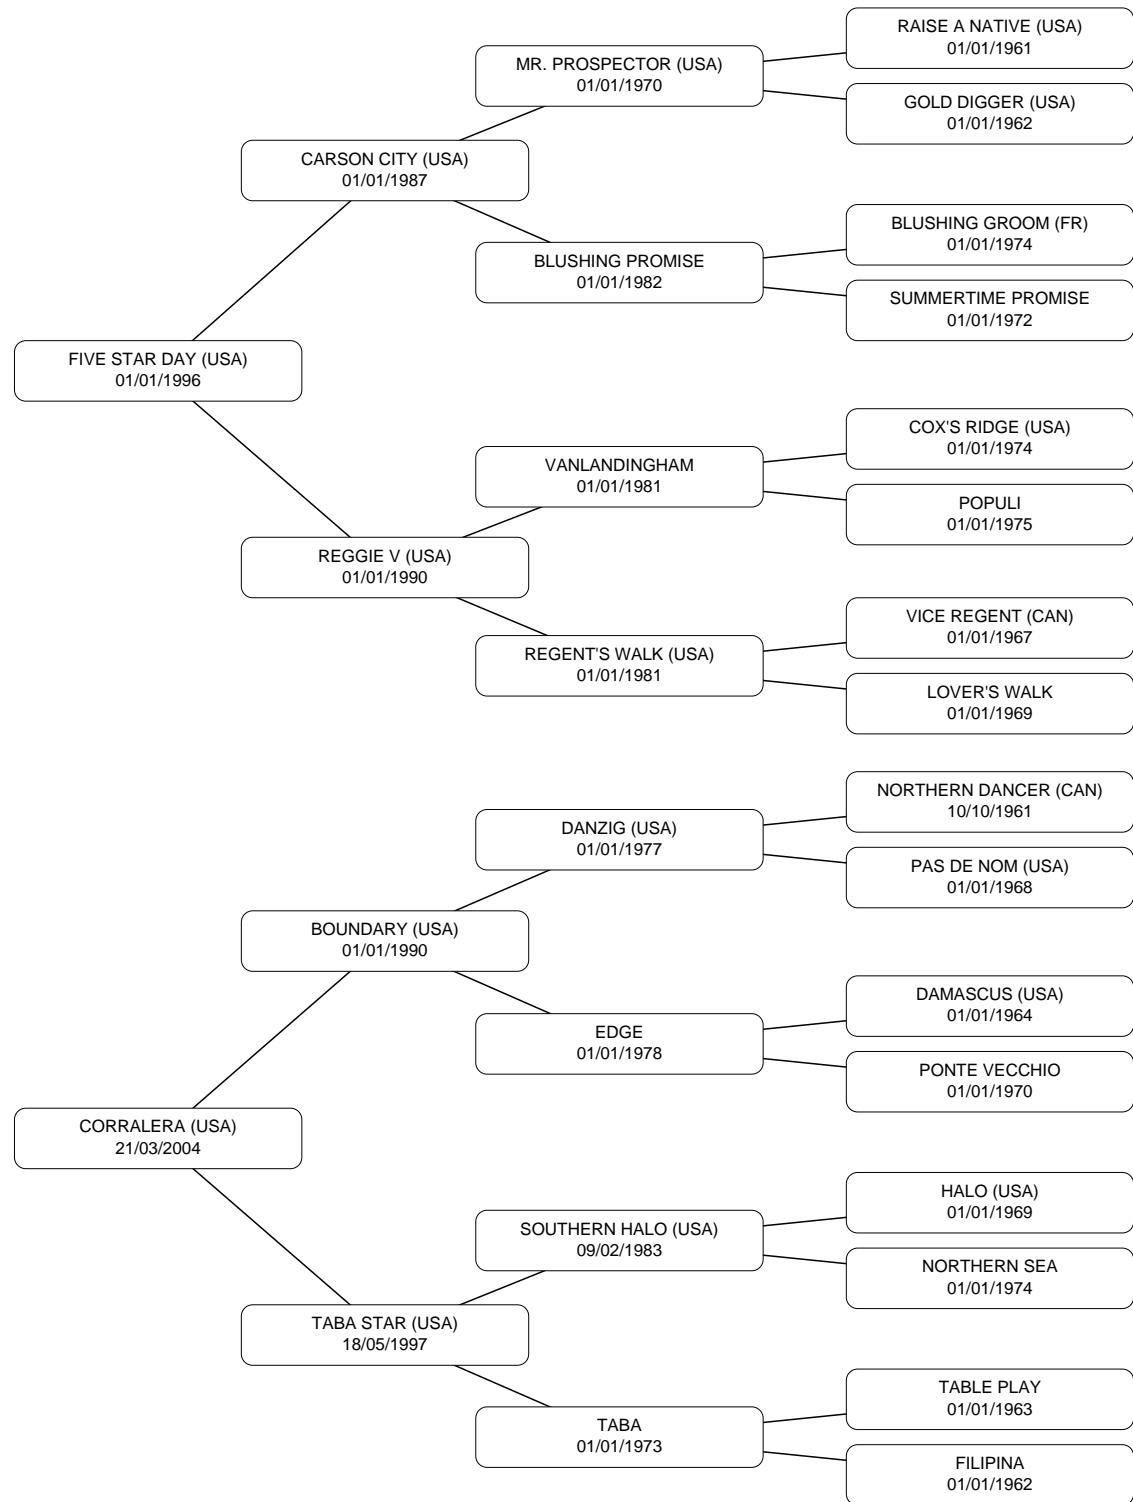 RAISE A NATIVE (USA)
01/01/1961
MR. PROSPECTOR (USA)
01/01/1970
GOLD DIGGER (USA)
01/01/1962
CARSON CITY (USA)
01/01/1987
BLUSHING GROOM (FR)
01/01/1974
BLUSHING PROMISE
01/01/1982
SUMMERTIME PROMISE
01/01/1972
FIVE STAR DAY (USA)
01/01/1996
COX'S RIDGE (USA)
01/01/1974
VANLANDINGHAM
01/01/1981
POPULI
01/01/1975
REGGIE V (USA)
01/01/1990
VICE REGENT (CAN)
01/01/1967
REGENT'S WALK (USA)
01/01/1981
LOVER'S WALK
01/01/1969
NORTHERN DANCER (CAN)
10/10/1961
DANZIG (USA)
01/01/1977
PAS DE NOM (USA)
01/01/1968
BOUNDARY (USA)
01/01/1990
DAMASCUS (USA)
01/01/1964
EDGE
01/01/1978
PONTE VECCHIO
01/01/1970
CORRALERA (USA)
21/03/2004
HALO (USA)
01/01/1969
SOUTHERN HALO (USA)
09/02/1983
NORTHERN SEA
01/01/1974
TABA STAR (USA)
18/05/1997
TABLE PLAY
01/01/1963
TABA
01/01/1973
FILIPINA
01/01/1962